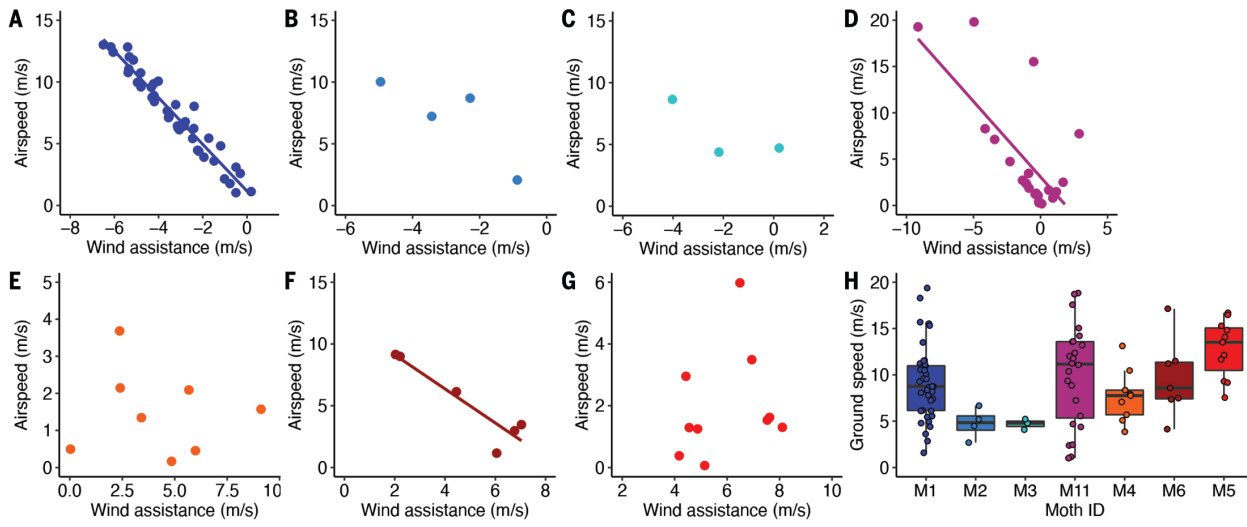 A
15
10
5
0
Airspeed (m/s)
−8 −6 −4 −2 0
Wind assistance (m/s)
B
15
10
5
0
Airspeed (m/s)
−6 −4 −2 0
Wind assistance (m/s)
C
15
10
5
0
Airspeed (m/s)
−6 −4 −2 0 2
Wind assistance (m/s)
D
20
15
10
5
0
Airspeed (m/s)
−10 −5 0 5
Wind assistance (m/s)
E
5
4
3
2
1
0
Airspeed (m/s)
0.0 2.5 5.0 7.5 10
Wind assistance (m/s)
F
15
10
5
0
Airspeed (m/s)
0 2 4 6 8
Wind assistance (m/s)
G
6
4
2
0
Airspeed (m/s)
2 4 6 8 10
Wind assistance (m/s)
H
20
15
10
5
0
Ground speed (m/s)
M1 M2 M3 M11 M4 M6 M5
Moth ID